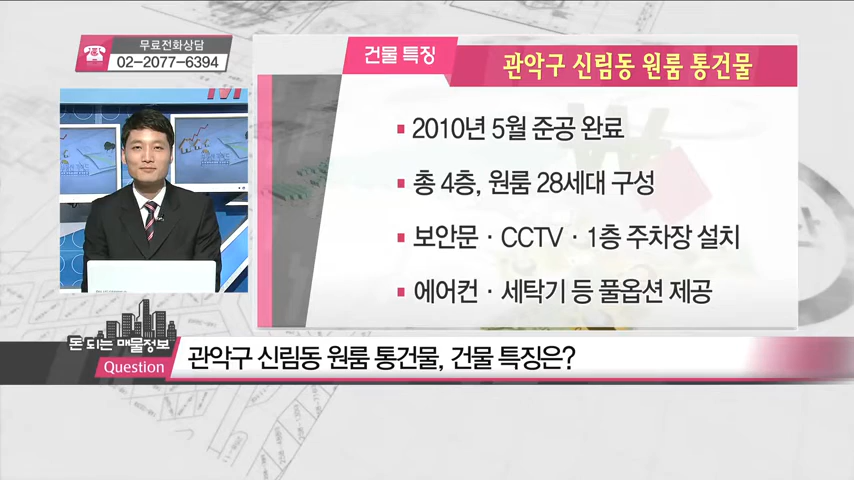 무료전화상담
02-2077-6394
건물 특징
관악구 신림동 원룸 통건물
2010년 5월 준공 완료
총 4층, 원룸 28세대 구성
보안문 · CCTV · 1층 주차장 설치
에어컨 · 세탁기 등 풀옵션 제공
돈 되는 매물정보
Question
관악구 신림동 원룸 통건물, 건물 특징은?